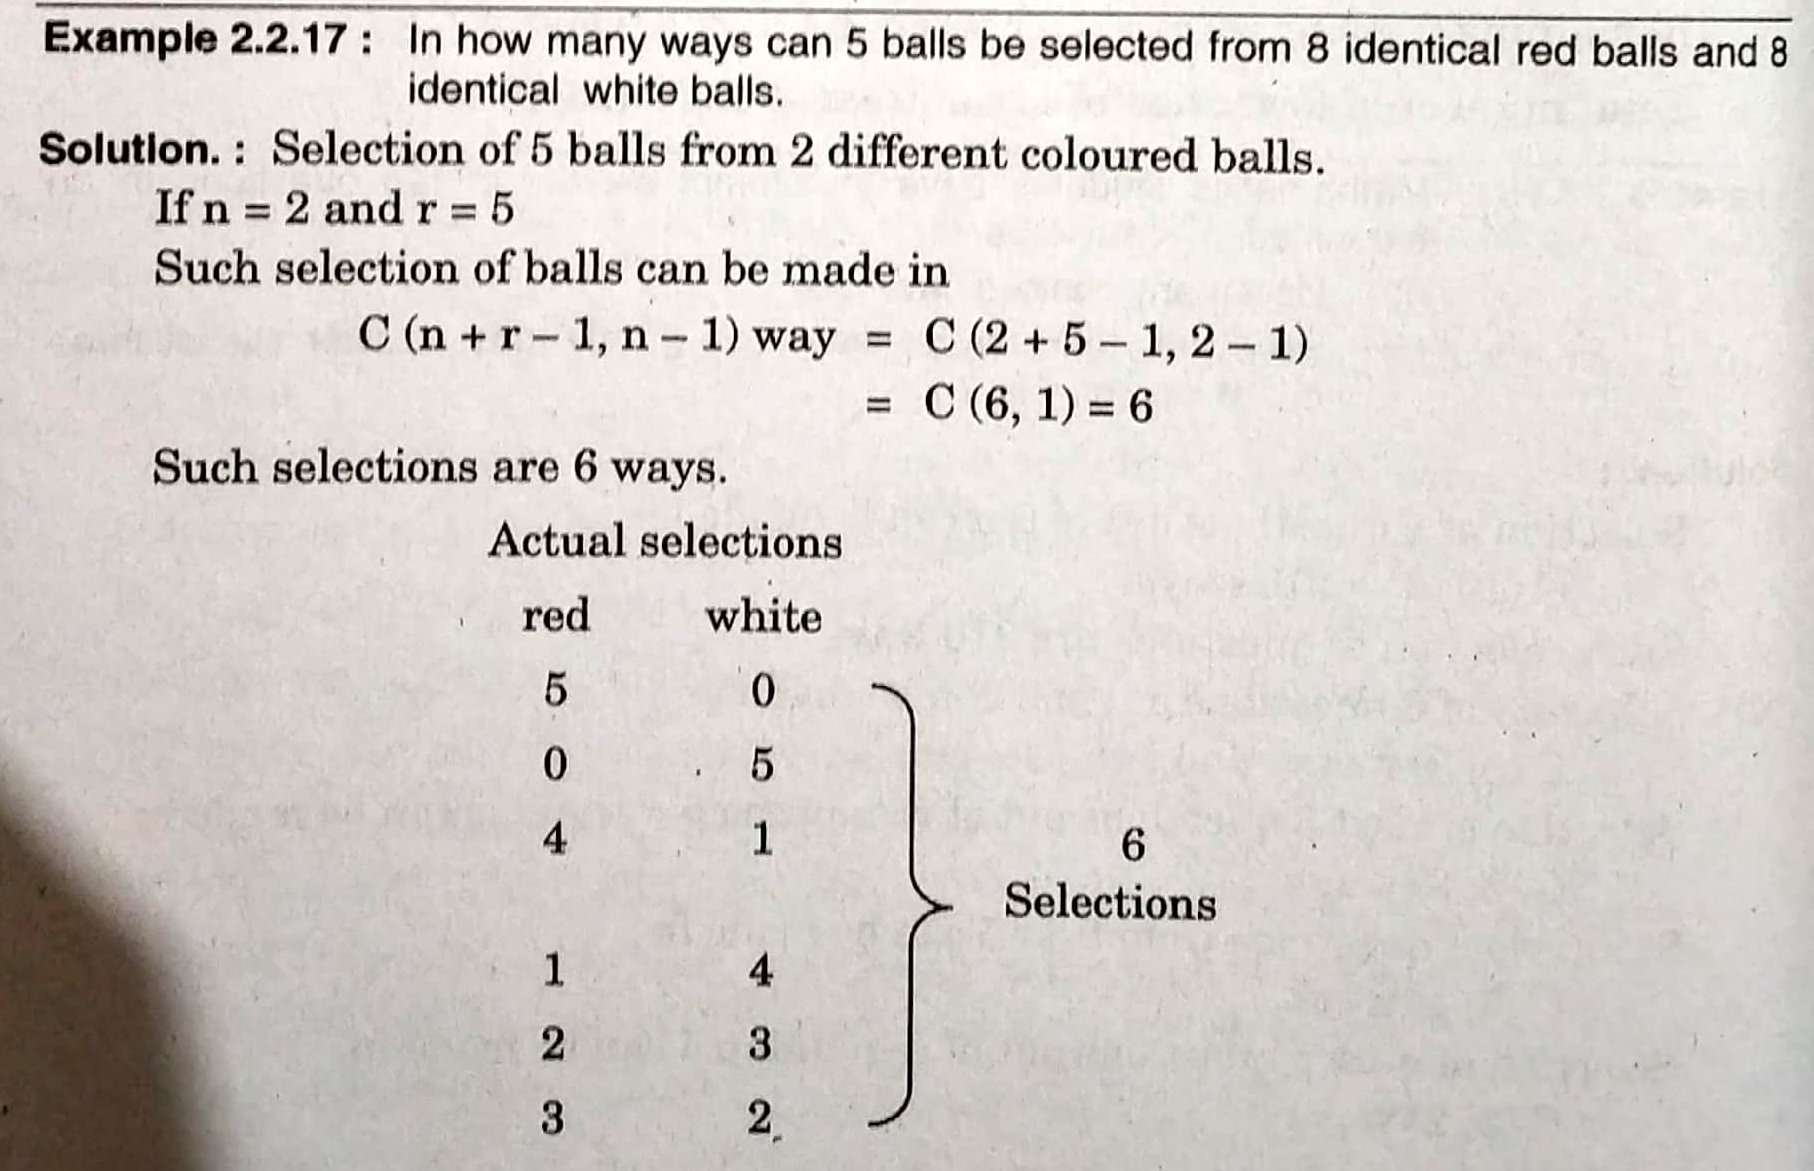 Example 2.2.17 : In how many ways can 5 balls be selected from 8 identical red balls and 8
identical white balls.
Solution. : Selection of 5 balls from 2 different coloured balls.
If n = 2 and r = 5
Such selection of balls can be made in
C (n + r – 1, n – 1) way = C (2 + 5 – 1, 2 – 1)
= C (6, 1) = 6
Such selections are 6 ways.
Actual selections
red white
5 0
0 5
4 1
6
Selections
1 4
2 3
3 2